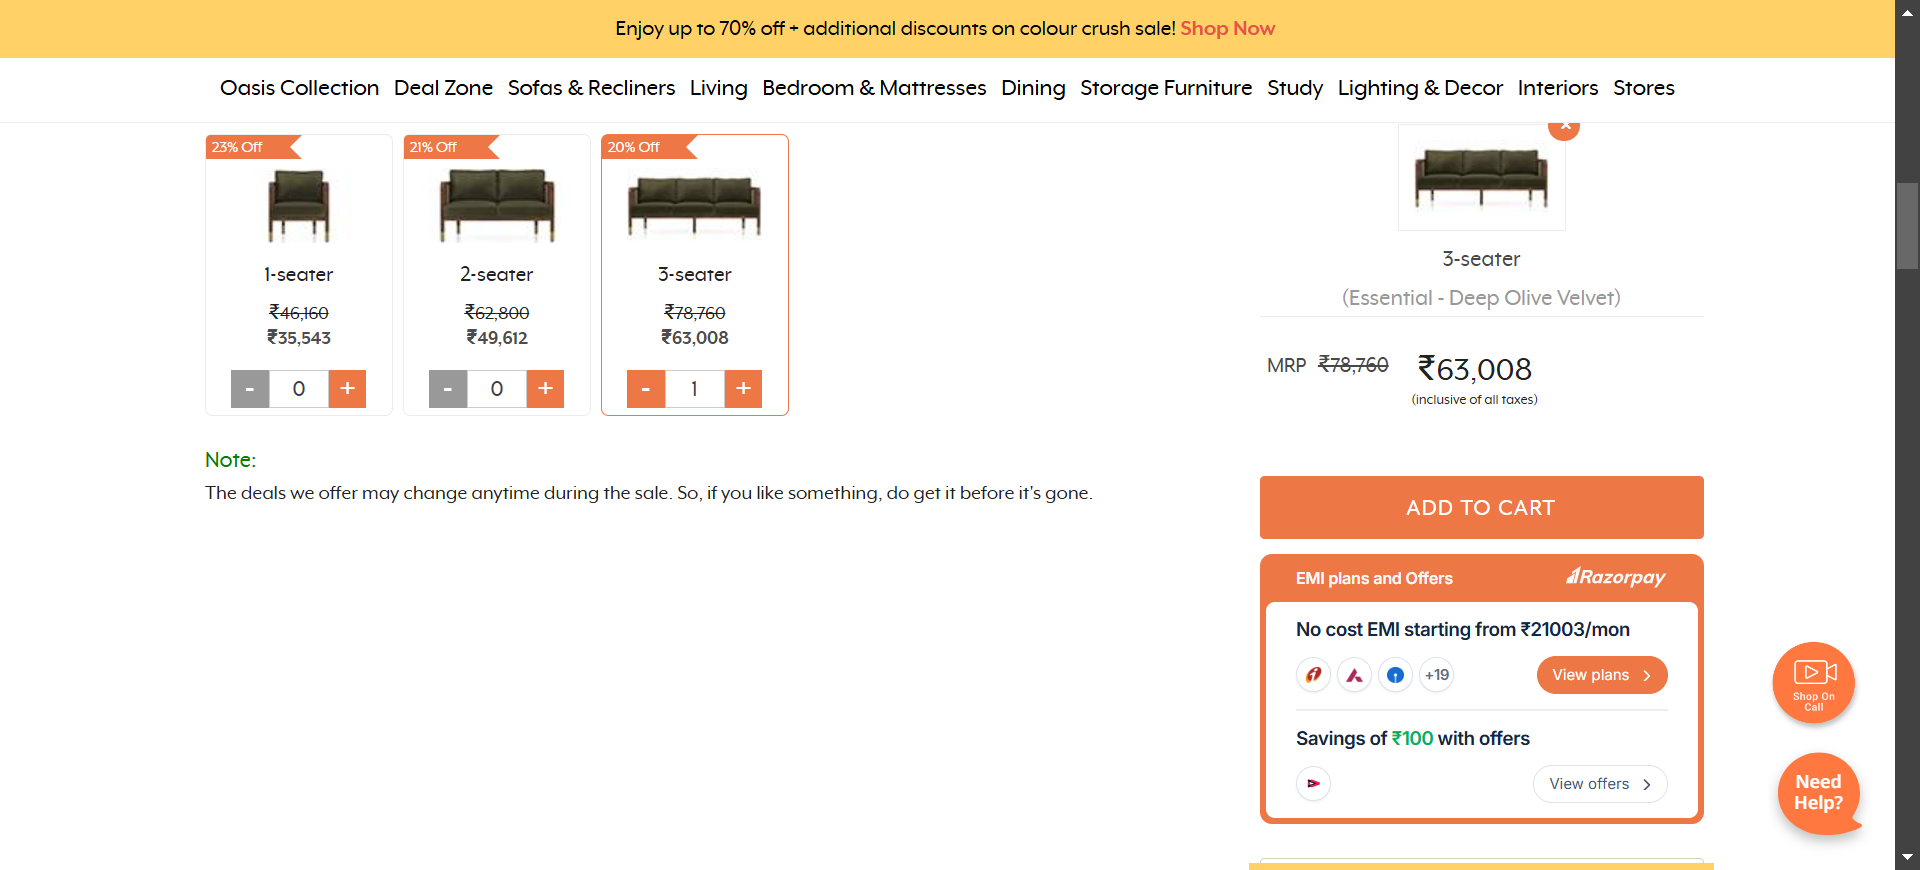 Enjoy up to 70% off + additional discounts on colour crush sale! Shop Now
Oasis Collection Deal Zone Sofas & Recliners Living Bedroom & Mattresses Dining Storage Furniture Study Lighting & Decor Interiors Stores
23% Off
1-seater
₹46,160
₹35,543
- 0 +
21% Off
2-seater
₹62,800
₹49,612
- 0 +
20% Off
3-seater
₹78,760
₹63,008
- 1 +
Note:
The deals we offer may change anytime during the sale. So, if you like something, do get it before it's gone.
3-seater
(Essential - Deep Olive Velvet)
MRP ₹78,760 ₹63,008
(inclusive of all taxes)
ADD TO CART
EMI plans and Offers Razorpay
No cost EMI starting from ₹21003/mon
+19 View plans
Savings of ₹100 with offers
View offers
Shop On
Call
Need
Help?